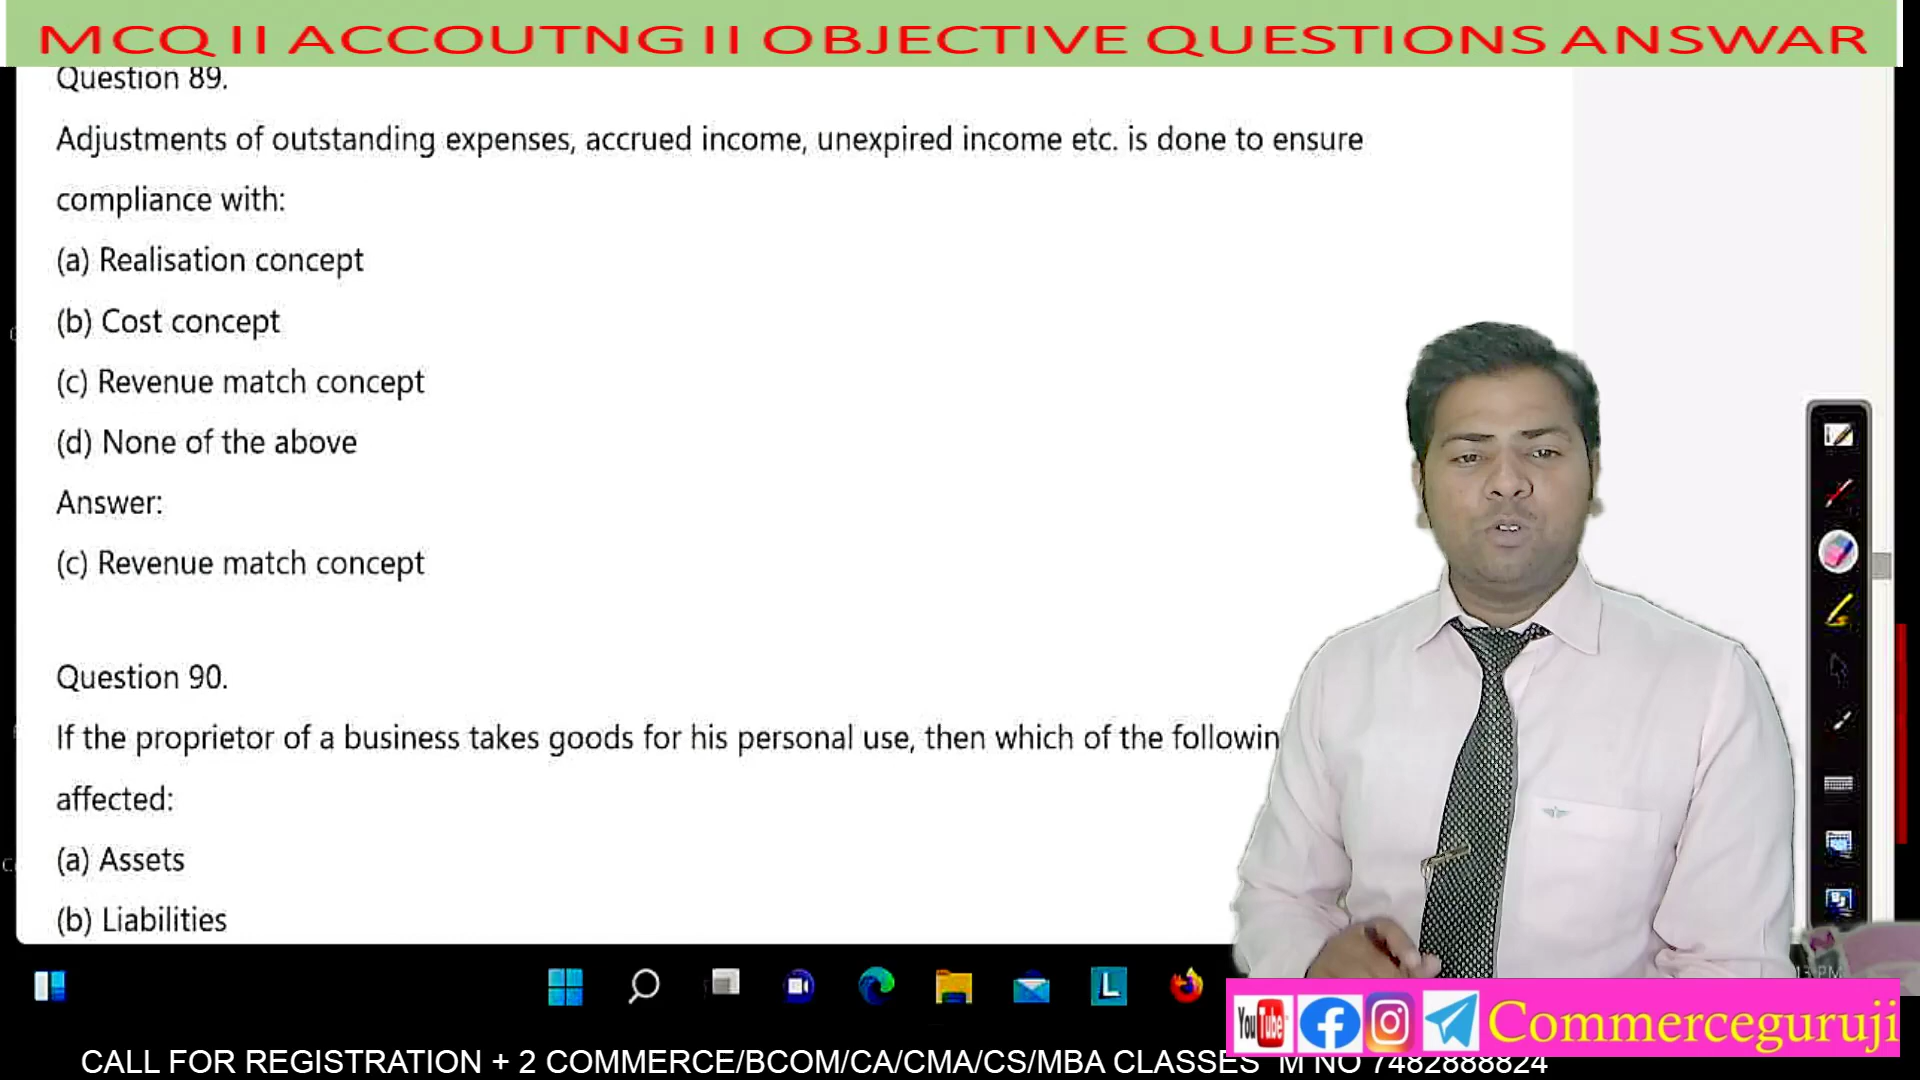 MCQ II ACCOUTNG II OBJECTIVE QUESTIONS ANSWAR
Question 89.
Adjustments of outstanding expenses, accrued income, unexpired income etc. is done to ensure
compliance with:
(a) Realisation concept
(b) Cost concept
(c) Revenue match concept
(d) None of the above
Answer:
(c) Revenue match concept
Question 90.
If the proprietor of a business takes goods for his personal use, then which of the followin
affected:
(a) Assets
(b) Liabilities
L
YouTube
Commerceguruji
CALL FOR REGISTRATION + 2 COMMERCE/BCOM/CA/CMA/CS/MBA CLASSES M NO 7482888824